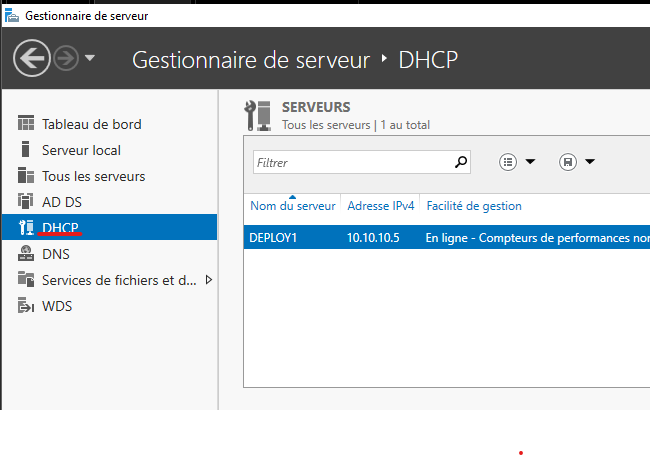 Gestionnaire de serveur
Gestionnaire de serveur ‣ DHCP
Tableau de bord
Serveur local
Tous les serveurs
AD DS
DHCP
DNS
Services de fichiers et d...
WDS
SERVEURS
Tous les serveurs | 1 au total
Filtrer
Nom du serveur Adresse IPv4 Facilité de gestion
DEPLOY1 10.10.10.5 En ligne - Compteurs de performances nor